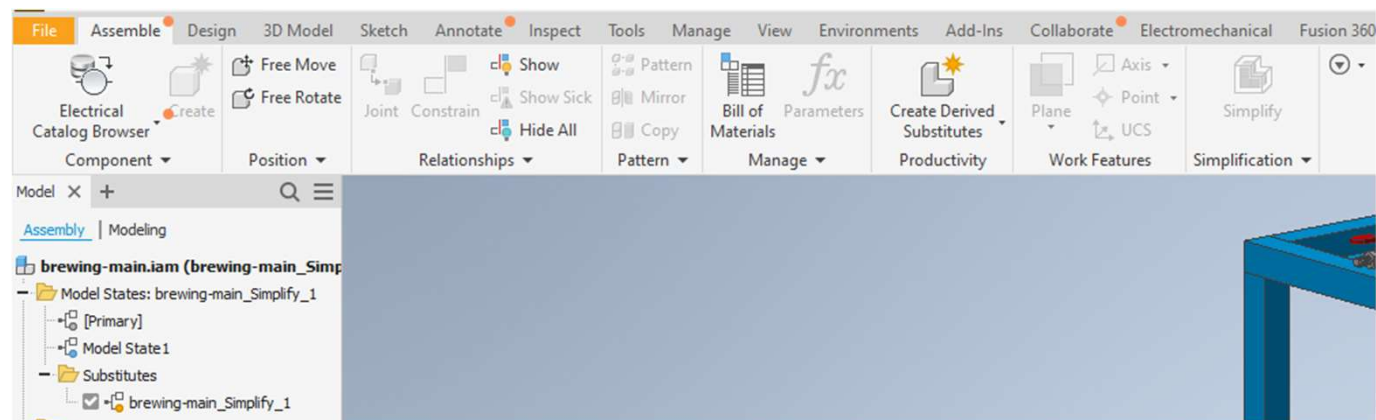 File Assemble Design 3D Model Sketch Annotate Inspect Tools Manage View Environments Add-Ins Collaborate Electromechanical Fusion 360
Electrical Catalog Browser
Create
Free Move
Free Rotate
Joint
Constrain
Show
Show Sick
Hide All
Pattern
Mirror
Copy
Bill of Materials
fx
Parameters
Create Derived Substitutes
Plane
Axis
Point
UCS
Simplify
Component Position Relationships Pattern Manage Productivity Work Features Simplification
Model
Assembly | Modeling
brewing-main.iam (brewing-main_Simp
Model States: brewing-main_Simplify_1
[Primary]
Model State1
Substitutes
brewing-main_Simplify_1